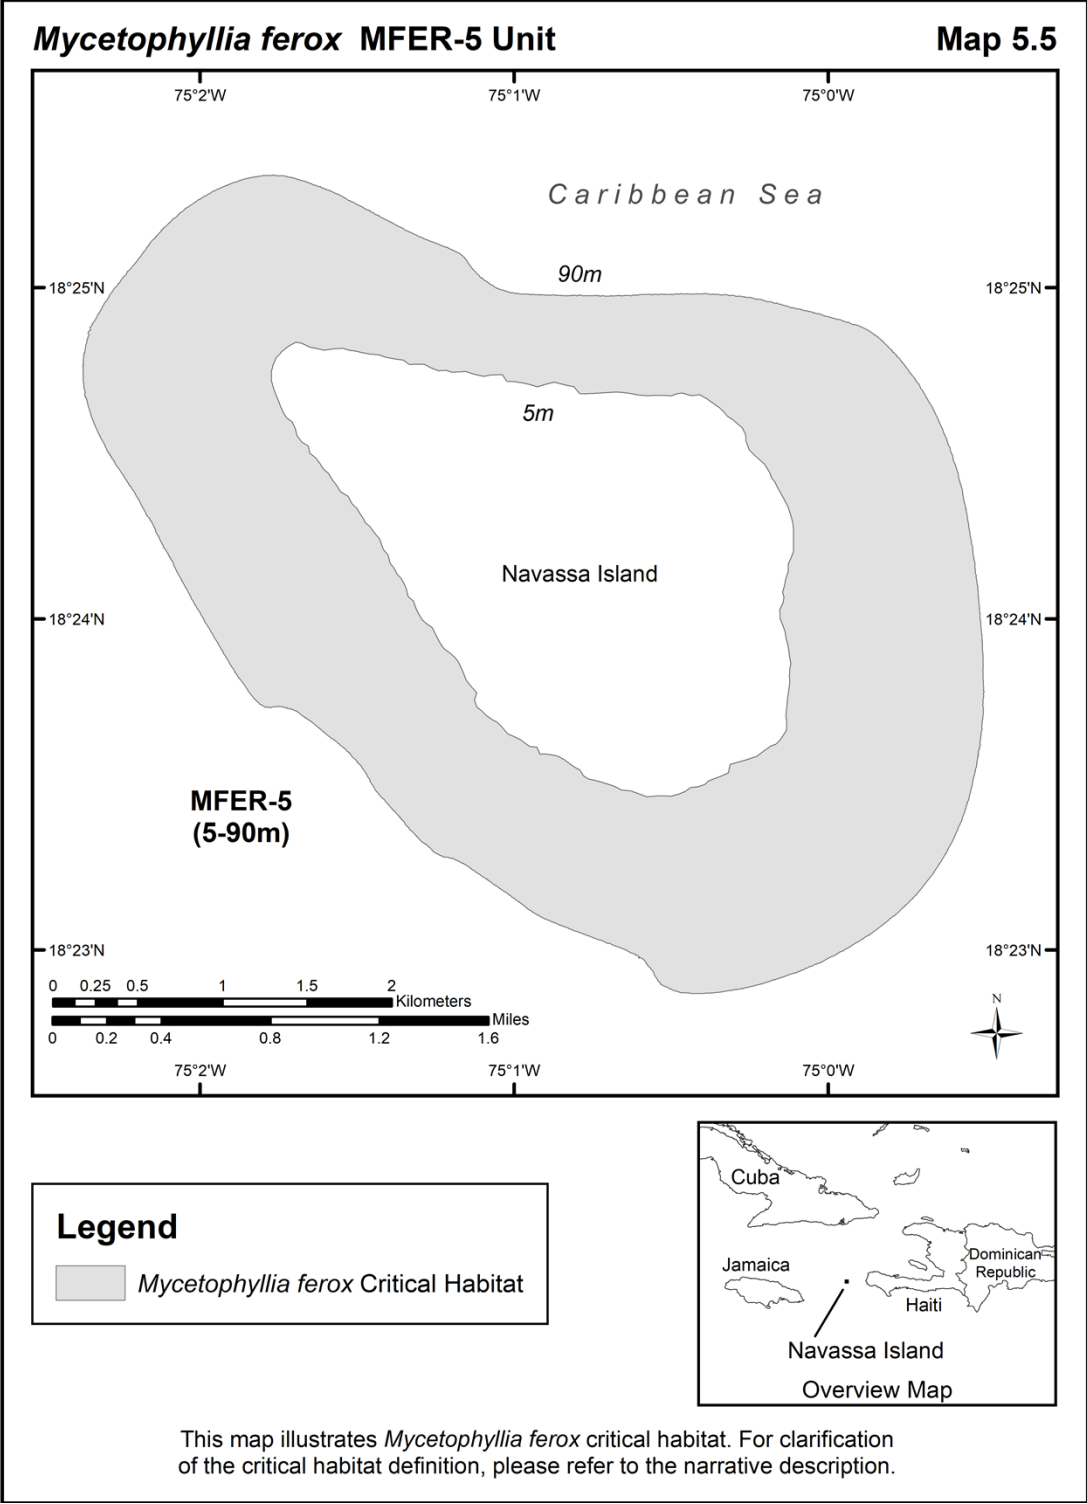 Mycetophyllia ferox MFER-5 Unit Map 5.5
75°2'W 75°1'W 75°0'W
Caribbean Sea
90m
18°25'N 18°25'N
5m
Navassa Island
18°24'N 18°24'N
MFER-5
(5-90m)
18°23'N 18°23'N
0 0.25 0.5 1 1.5 2
Kilometers
Miles
0 0.2 0.4 0.8 1.2 1.6
N
75°2'W 75°1'W 75°0'W
Legend
Mycetophyllia ferox Critical Habitat
Cuba
Jamaica
Dominican
Republic
Haiti
Navassa Island
Overview Map
This map illustrates Mycetophyllia ferox critical habitat. For clarification
of the critical habitat definition, please refer to the narrative description.